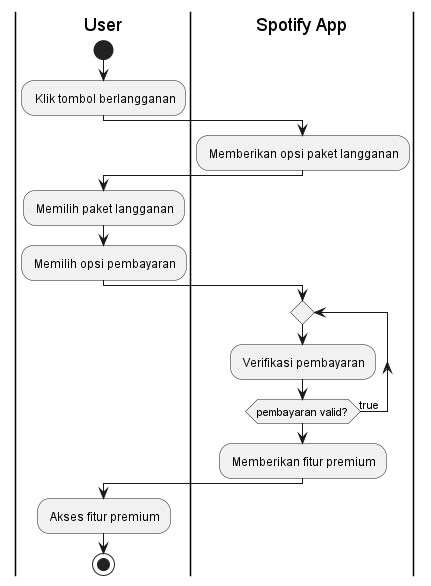 User
Spotify App
Klik tombol berlangganan
Memberikan opsi paket langganan
Memilih paket langganan
Memilih opsi pembayaran
Verifikasi pembayaran
pembayaran valid?
true
Memberikan fitur premium
Akses fitur premium